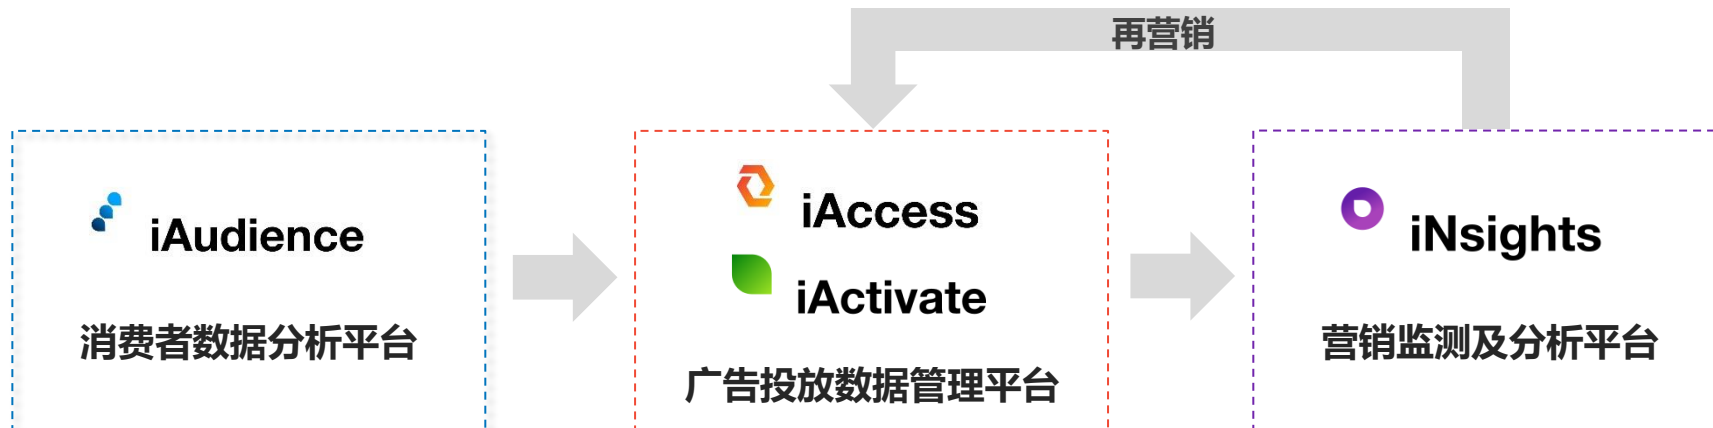 再营销
iAudience
消费者数据分析平台
iAccess
iActivate
广告投放数据管理平台
iNsights
营销监测及分析平台